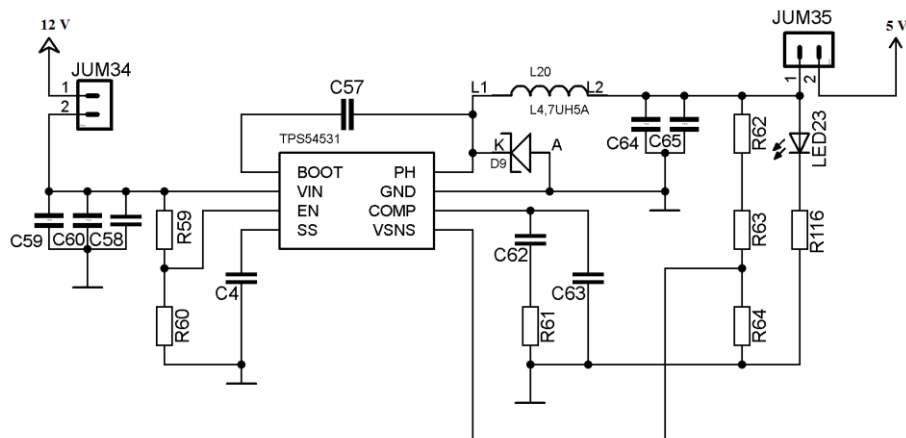 12 V
JUM34
1
2
C57
TPS54531
BOOT
VIN
EN
SS
PH
GND
COMP
VSNS
L1
L20
L2
L4,7UH5A
K
A
D9
JUM35
1
2
5 V
C59
C60
C58
R59
R60
C4
C62
C63
R61
C64
C65
R62
R63
R64
LED23
R116